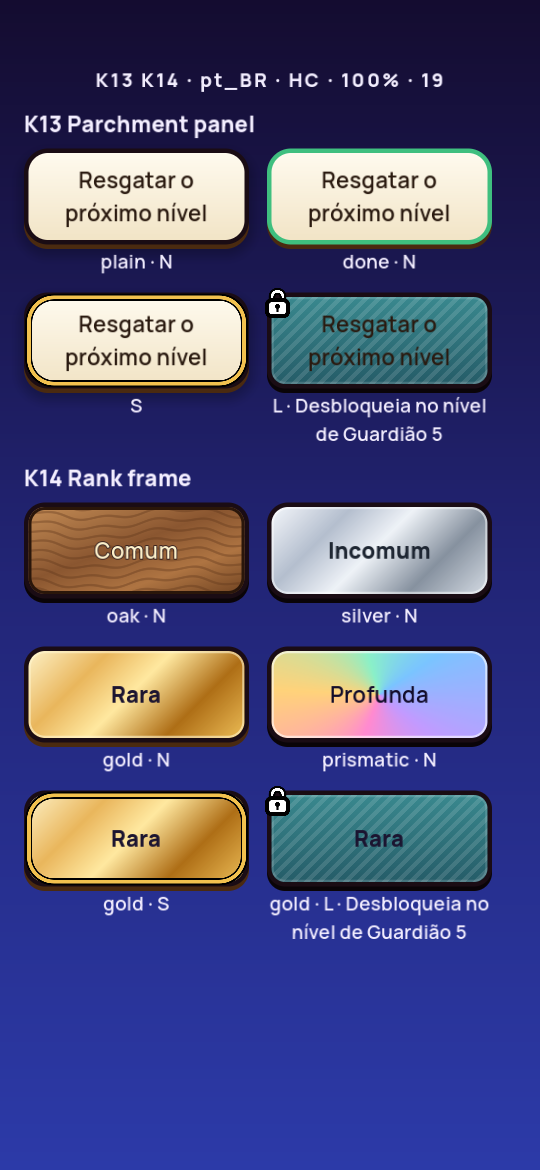 K13 K14 · pt_BR · HC · 100% · 19
K13 Parchment panel
Resgatar o
próximo nível
Resgatar o
próximo nível
plain · N
done · N
Resgatar o
próximo nível
Resgatar o
próximo nível
S
L · Desbloqueia no nível
de Guardião 5
K14 Rank frame
Comum
Incomum
oak · N
silver · N
Rara
Profunda
gold · N
prismatic · N
Rara
Rara
gold · S
gold · L · Desbloqueia no
nível de Guardião 5